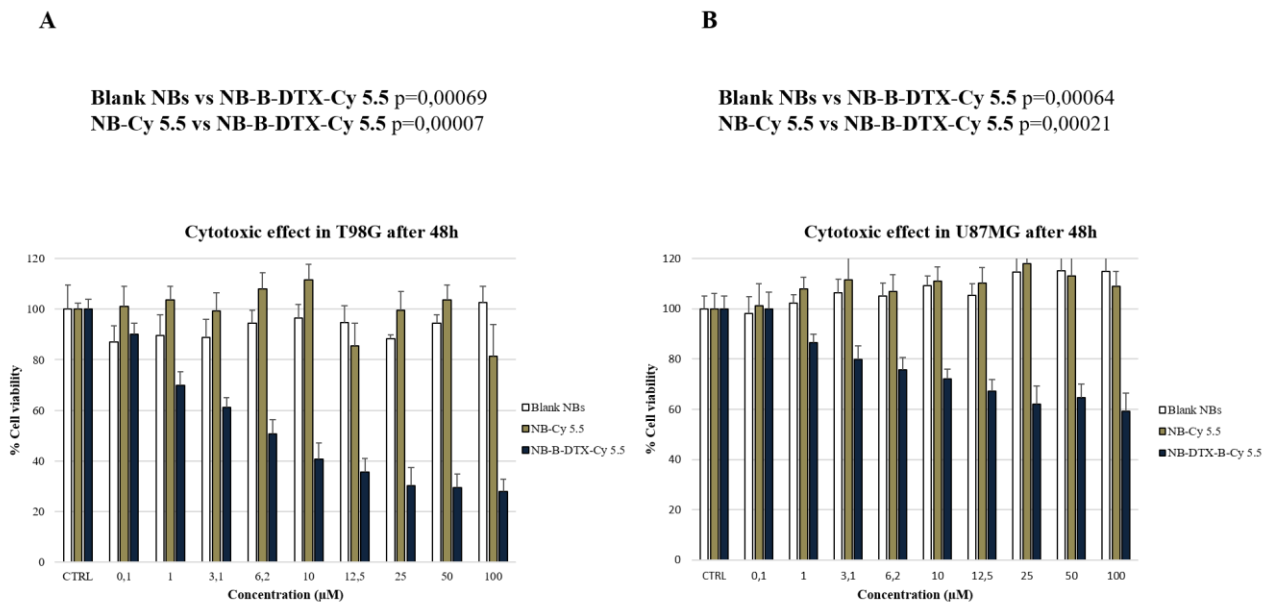 A
Blank NBs vs NB-B-DTX-Cy 5.5 p=0,00069
NB-Cy 5.5 vs NB-B-DTX-Cy 5.5 p=0,00007
Cytotoxic effect in T98G after 48h
% Cell viability
120
100
80
60
40
20
0
CTRL 0,1 1 3,1 6,2 10 12,5 25 50 100
Concentration (µM)
Blank NBs
NB-Cy 5.5
NB-B-DTX-Cy 5.5
B
Blank NBs vs NB-B-DTX-Cy 5.5 p=0,00064
NB-Cy 5.5 vs NB-B-DTX-Cy 5.5 p=0,00021
Cytotoxic effect in U87MG after 48h
% Cell viability
120
100
80
60
40
20
0
CTRL 0,1 1 3,1 6,2 10 12,5 25 50 100
Concentration (µM)
Blank NBs
NB-Cy 5.5
NB-DTX-B-Cy 5.5